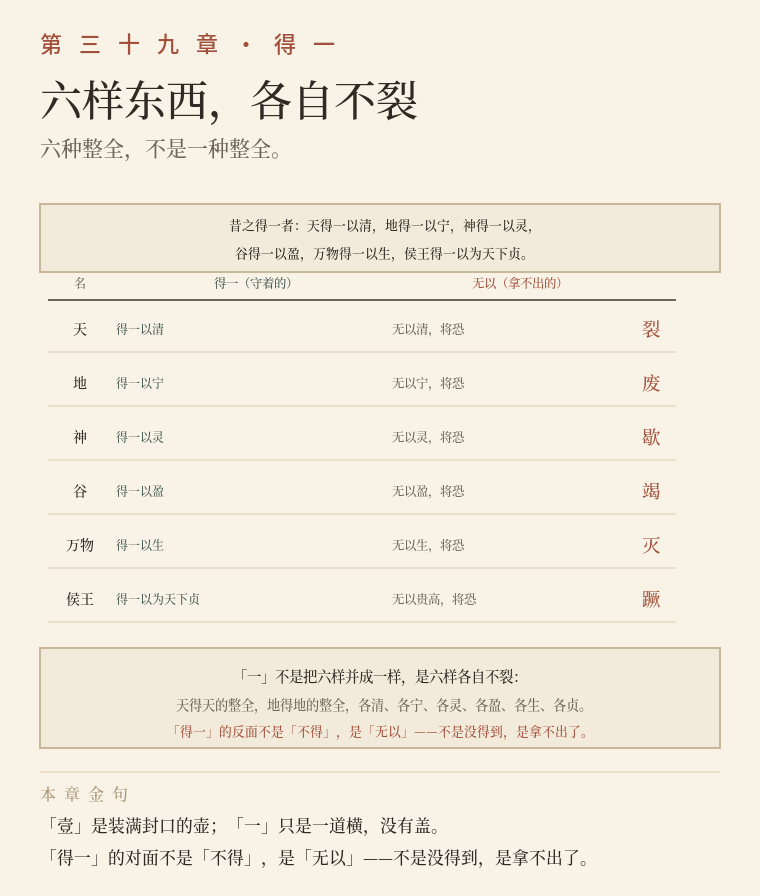 第三十九章·得一
六样东西，各自不裂
六种整全，不是一种整全。
昔之得一者：天得一以清，地得一以宁，神得一以灵，
谷得一以盈，万物得一以生，侯王得一以为天下贞。
名 得一（守着的） 无以（拿不出的）
天 得一以清 无以清，将恐 裂
地 得一以宁 无以宁，将恐 废
神 得一以灵 无以灵，将恐 歇
谷 得一以盈 无以盈，将恐 竭
万物 得一以生 无以生，将恐 灭
侯王 得一以为天下贞 无以贵高，将恐 蹶
「一」不是把六样并成一样，是六样各自不裂：
天得天的整全，地得地的整全，各清、各宁、各灵、各盈、各生、各贞。
「得一」的反面不是「不得」，是「无以」——不是没得到，是拿不出了。
本章金句
「壹」是装满封口的壶；「一」只是一道横，没有盖。
「得一」的对面不是「不得」，是「无以」——不是没得到，是拿不出了。